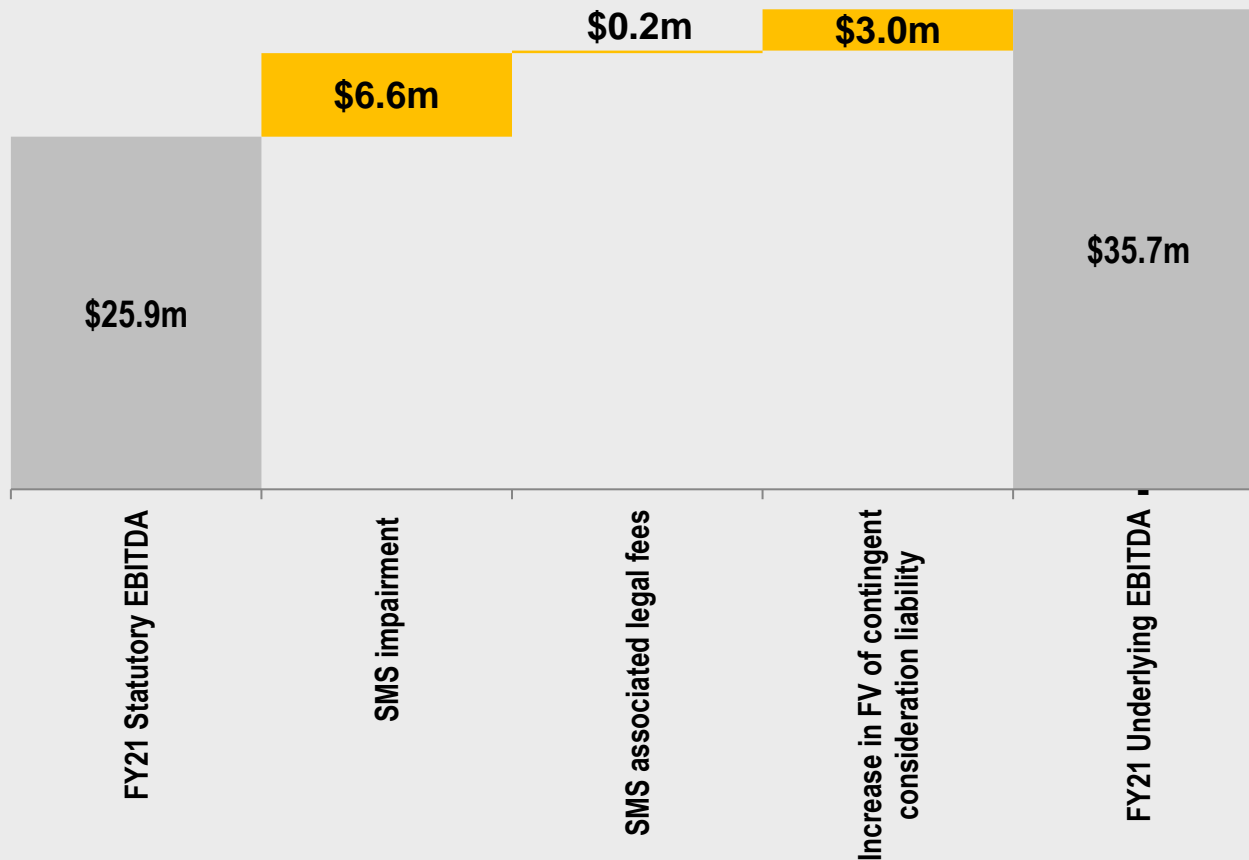 $0.2m
$3.0m
$6.6m
$35.7m
$25.9m
FY21 Statutory EBITDA
SMS impairment
SMS associated legal fees
Increase in FV of contingent
consideration liability
FY21 Underlying EBITDA -